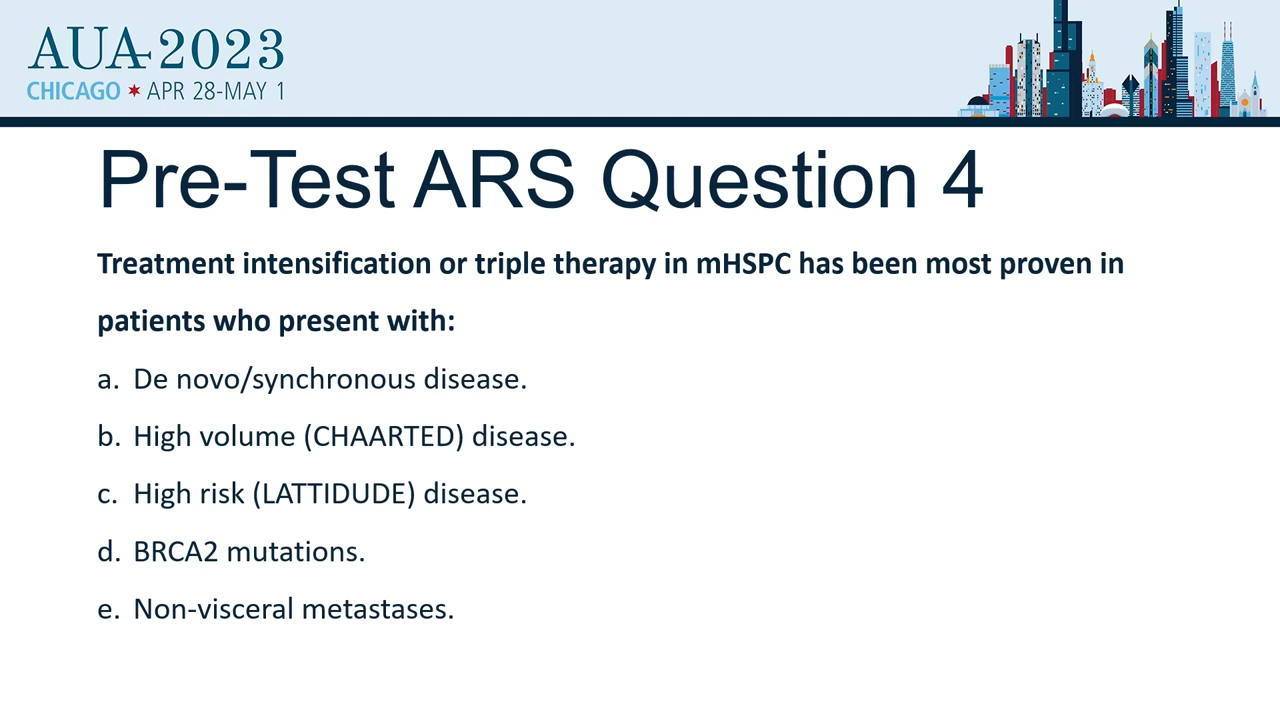 AUA 2023
CHICAGO ✶ APR 28-MAY 1
Pre-Test ARS Question 4
Treatment intensification or triple therapy in mHSPC has been most proven in
patients who present with:
a. De novo/synchronous disease.
b. High volume (CHAARTED) disease.
c. High risk (LATTIDUDE) disease.
d. BRCA2 mutations.
e. Non-visceral metastases.